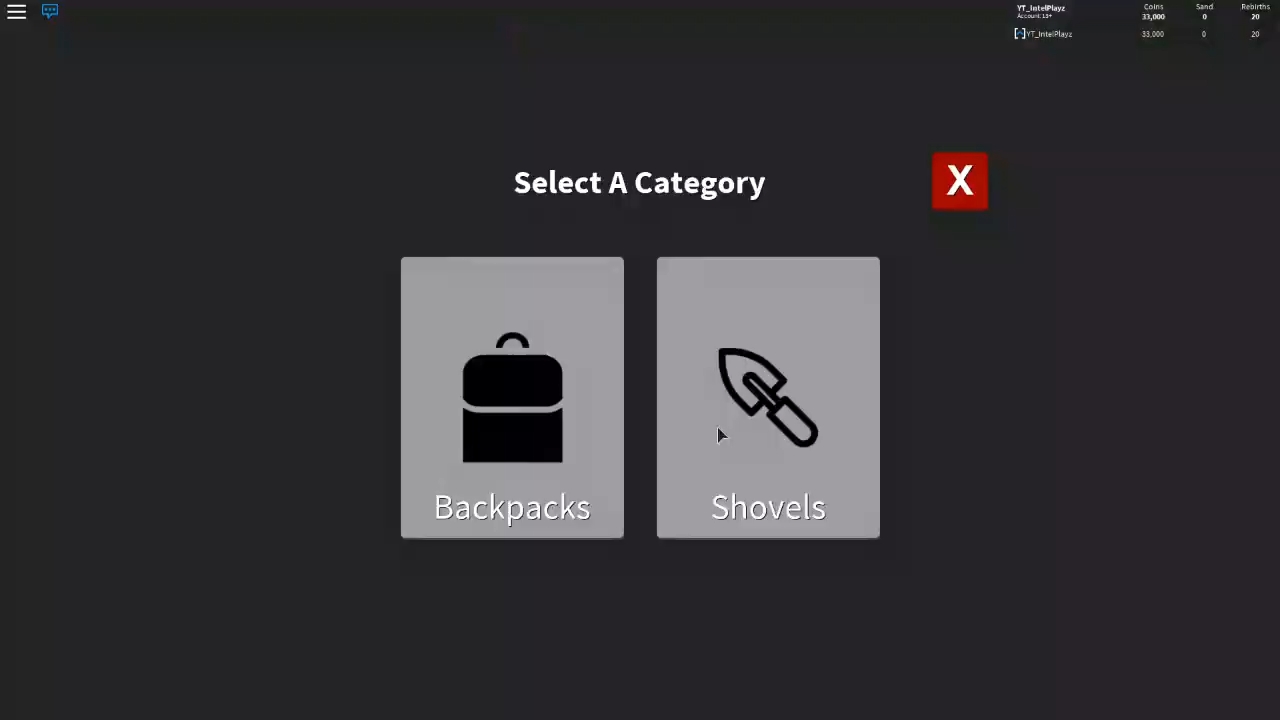 YT_IntelPlayz Coins Sand Rebirths
Account: 13+ 33,000 0 20
YT_IntelPlayz 33,000 0 20
Select A Category
X
Backpacks Shovels